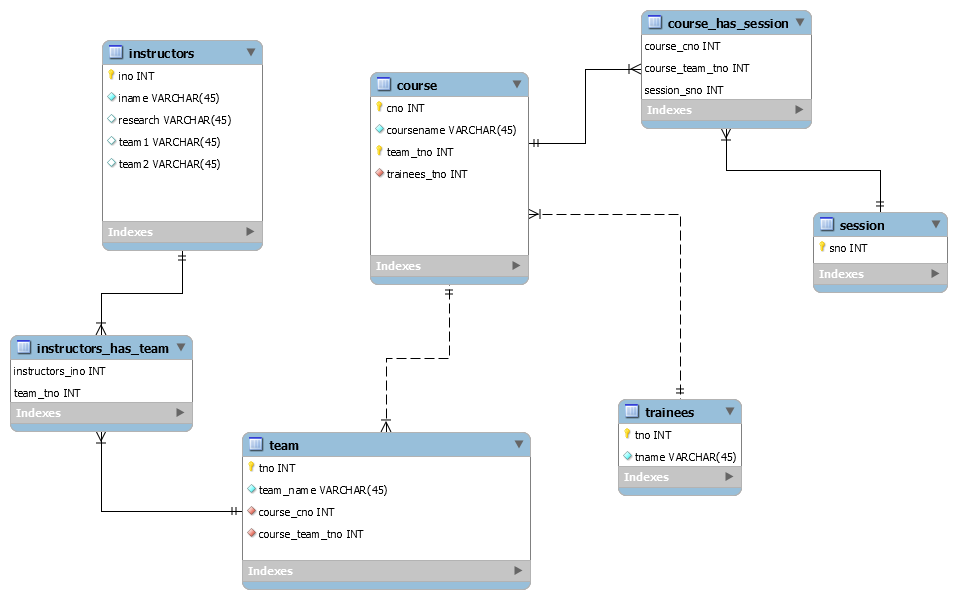 instructors
ino INT
iname VARCHAR(45)
research VARCHAR(45)
team1 VARCHAR(45)
team2 VARCHAR(45)
Indexes
course
cno INT
coursename VARCHAR(45)
team_tno INT
trainees_tno INT
Indexes
course_has_session
course_cno INT
course_team_tno INT
session_sno INT
Indexes
session
sno INT
Indexes
instructors_has_team
instructors_ino INT
team_tno INT
Indexes
team
tno INT
team_name VARCHAR(45)
course_cno INT
course_team_tno INT
Indexes
trainees
tno INT
tname VARCHAR(45)
Indexes